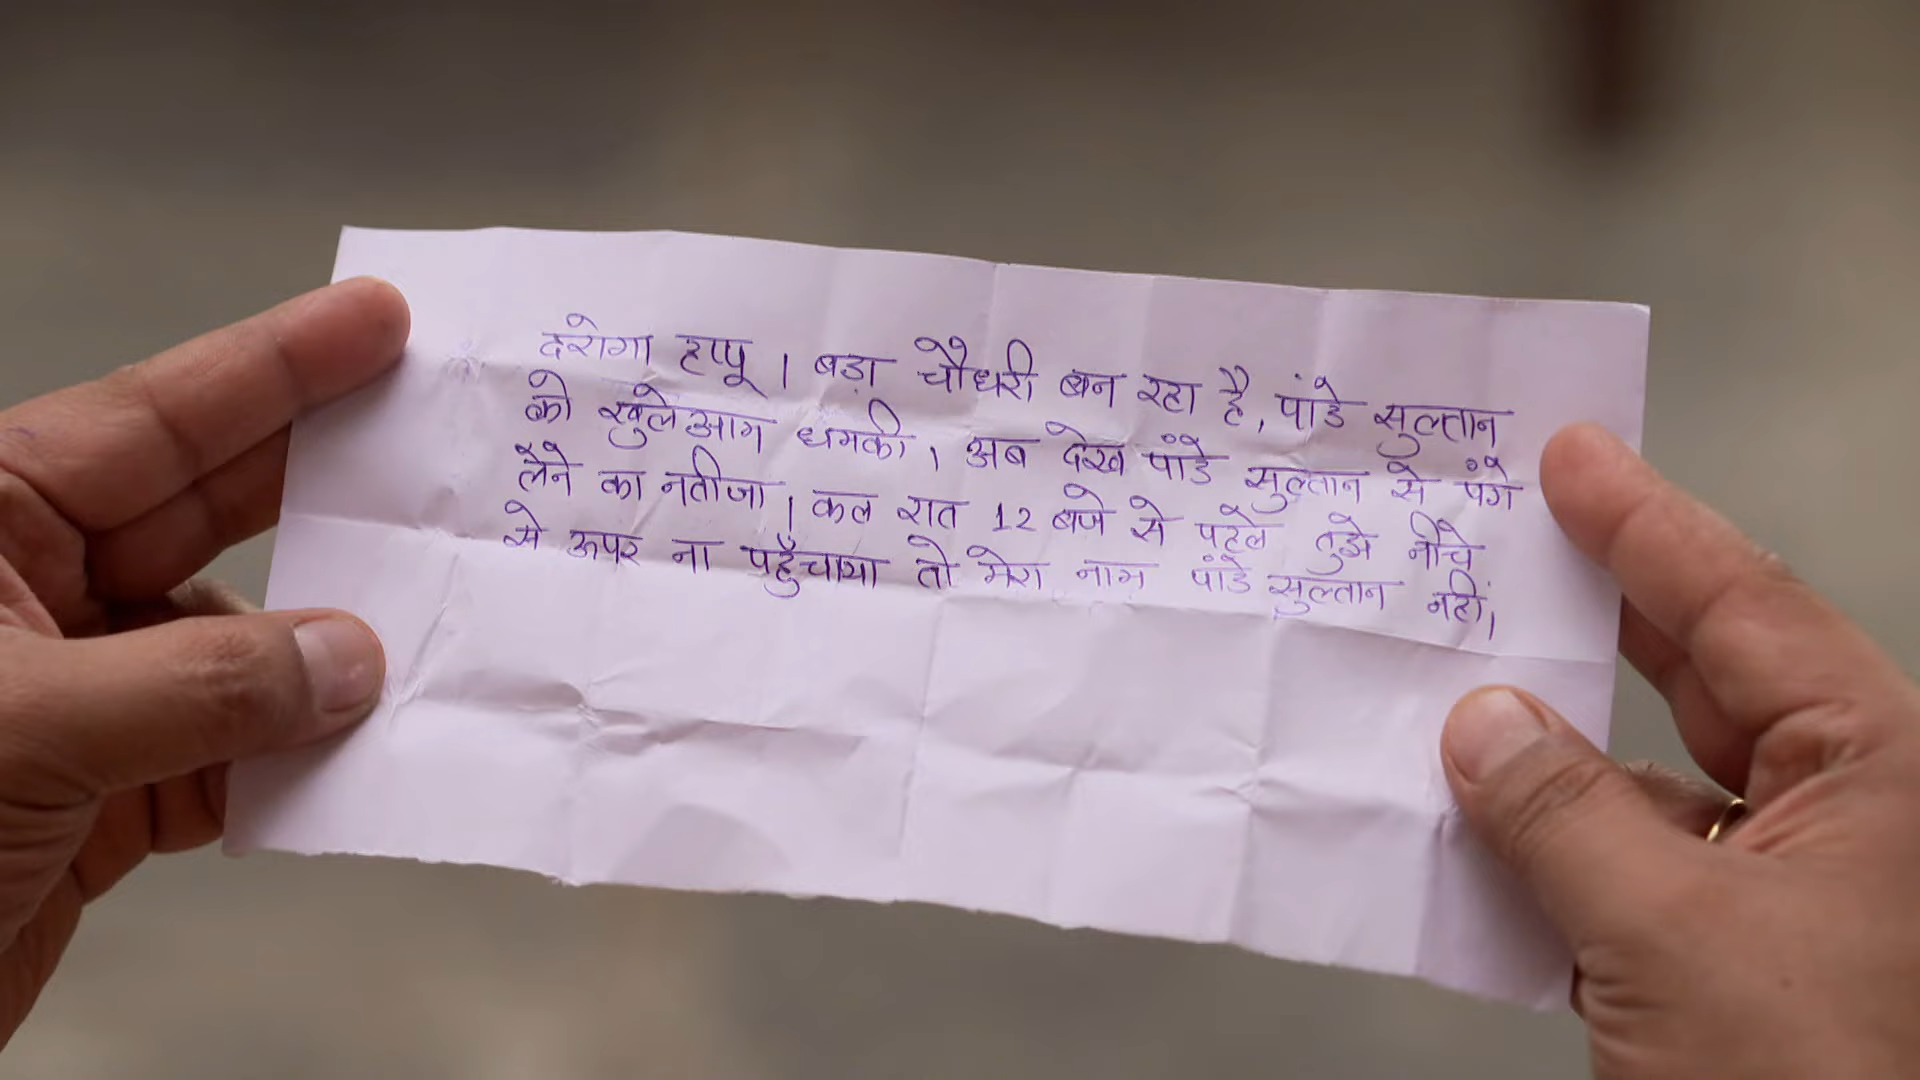 दरोगा हप्पू । बड़ा चौधरी बन रहा है, पांडे सुल्तान
को खुलेआम धमकी । अब देख पांडे सुल्तान से पंगे
लेने का नतीजा । कल रात 12 बजे से पहले तुझे नीचे
से ऊपर ना पहुँचाया तो मेरा नाम पांडे सुल्तान नहीं।